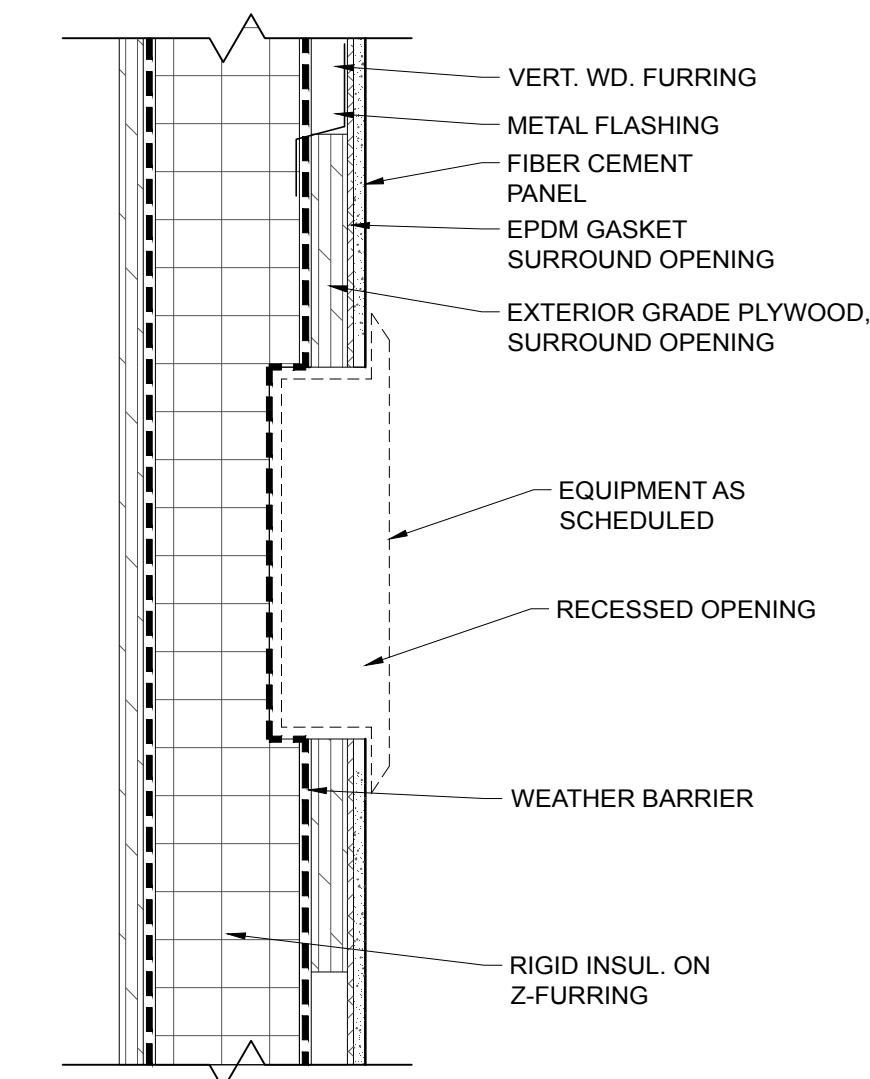 VERT. WD. FURRING
METAL FLASHING
FIBER CEMENT
PANEL
EPDM GASKET
SURROUND OPENING
EXTERIOR GRADE PLYWOOD,
SURROUND OPENING
EQUIPMENT AS
SCHEDULED
RECESSED OPENING
WEATHER BARRIER
RIGID INSUL. ON
Z-FURRING